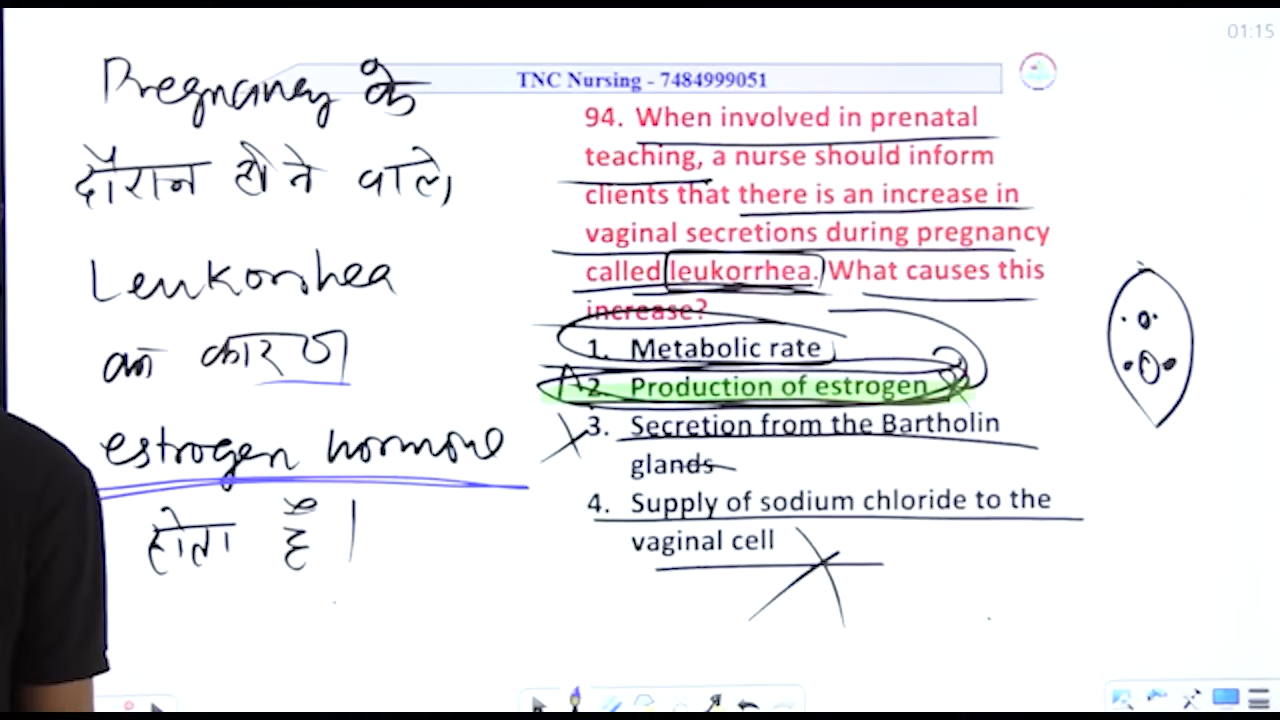 01:15
TNC Nursing - 7484999051
Pregnancy के
दौरान होने वाले
Leukorrhea
का कारण
estrogen hormone
होता है।
94. When involved in prenatal
teaching, a nurse should inform
clients that there is an increase in
vaginal secretions during pregnancy
called leukorrhea. What causes this
increase?
1. Metabolic rate
2. Production of estrogen
3. Secretion from the Bartholin
glands
4. Supply of sodium chloride to the
vaginal cell